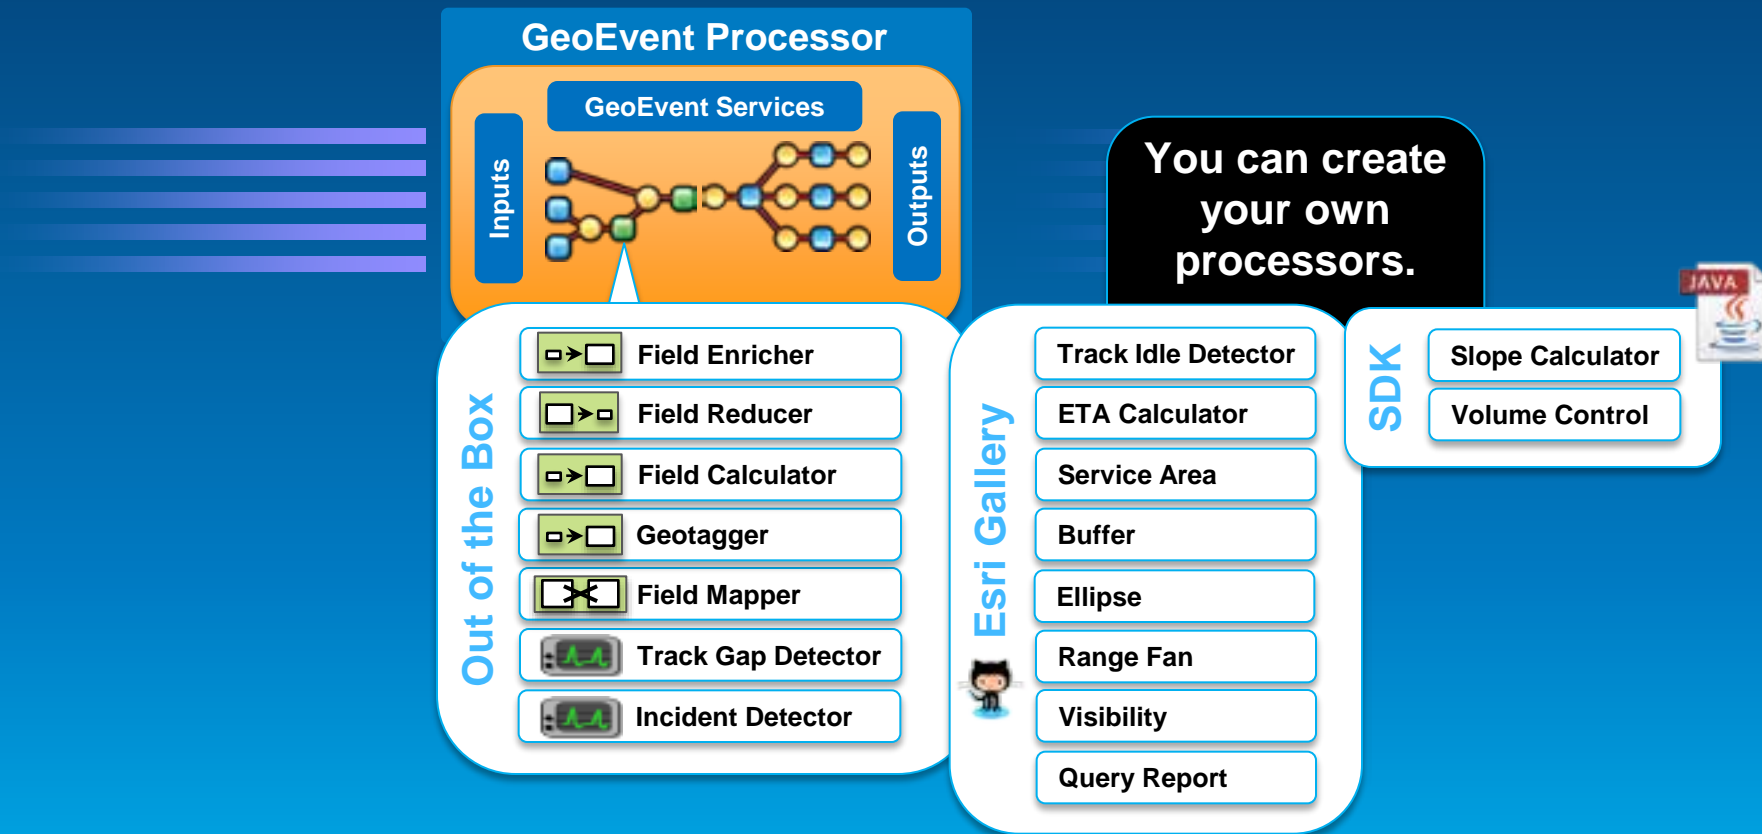 GeoEvent Processor
GeoEvent Services
Inputs
Outputs
You can create
your own
processors.
Out of the Box
Field Enricher
Field Reducer
Field Calculator
Geotagger
Field Mapper
Track Gap Detector
Incident Detector
Esri Gallery
Track Idle Detector
ETA Calculator
Service Area
Buffer
Ellipse
Range Fan
Visibility
Query Report
SDK
JAVA
Slope Calculator
Volume Control